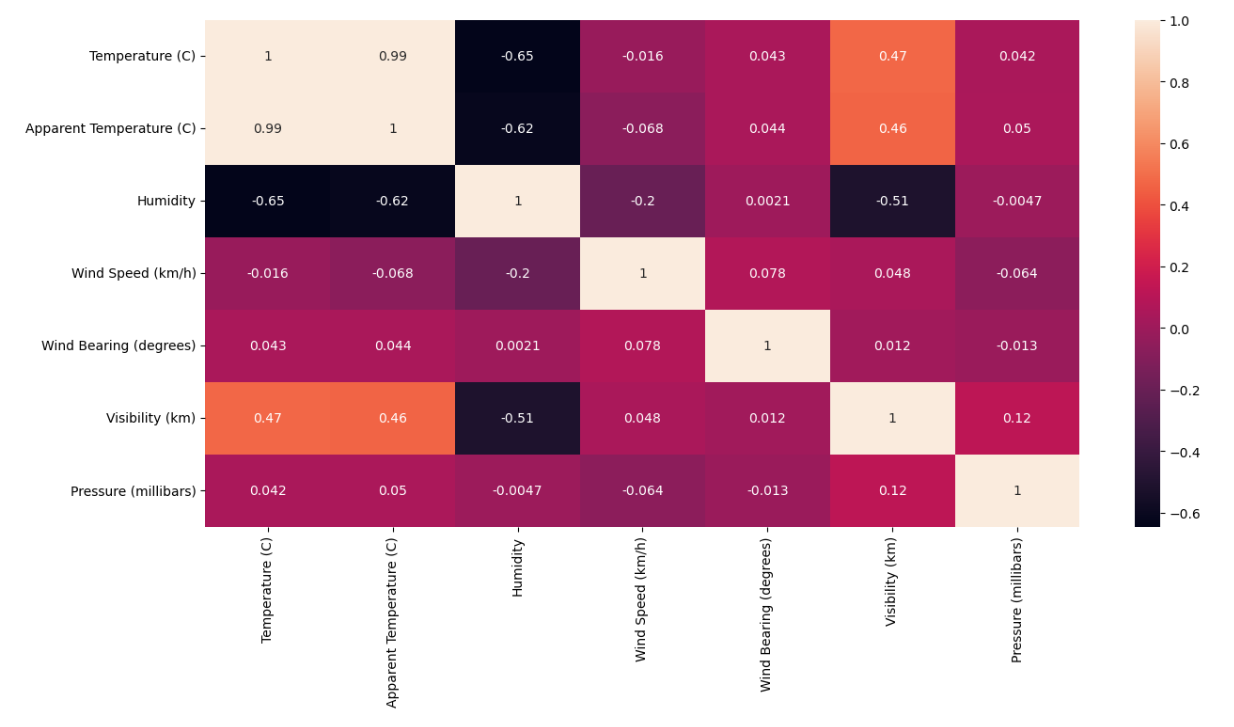 Temperature (C) 1 0.99 -0.65 -0.016 0.043 0.47 0.042
Apparent Temperature (C) 0.99 1 -0.62 -0.068 0.044 0.46 0.05
Humidity -0.65 -0.62 1 -0.2 0.0021 -0.51 -0.0047
Wind Speed (km/h) -0.016 -0.068 -0.2 1 0.078 0.048 -0.064
Wind Bearing (degrees) 0.043 0.044 0.0021 0.078 1 0.012 -0.013
Visibility (km) 0.47 0.46 -0.51 0.048 0.012 1 0.12
Pressure (millibars) 0.042 0.05 -0.0047 -0.064 -0.013 0.12 1
Temperature (C)
Apparent Temperature (C)
Humidity
Wind Speed (km/h)
Wind Bearing (degrees)
Visibility (km)
Pressure (millibars)
1.0
0.8
0.6
0.4
0.2
0.0
−0.2
−0.4
−0.6